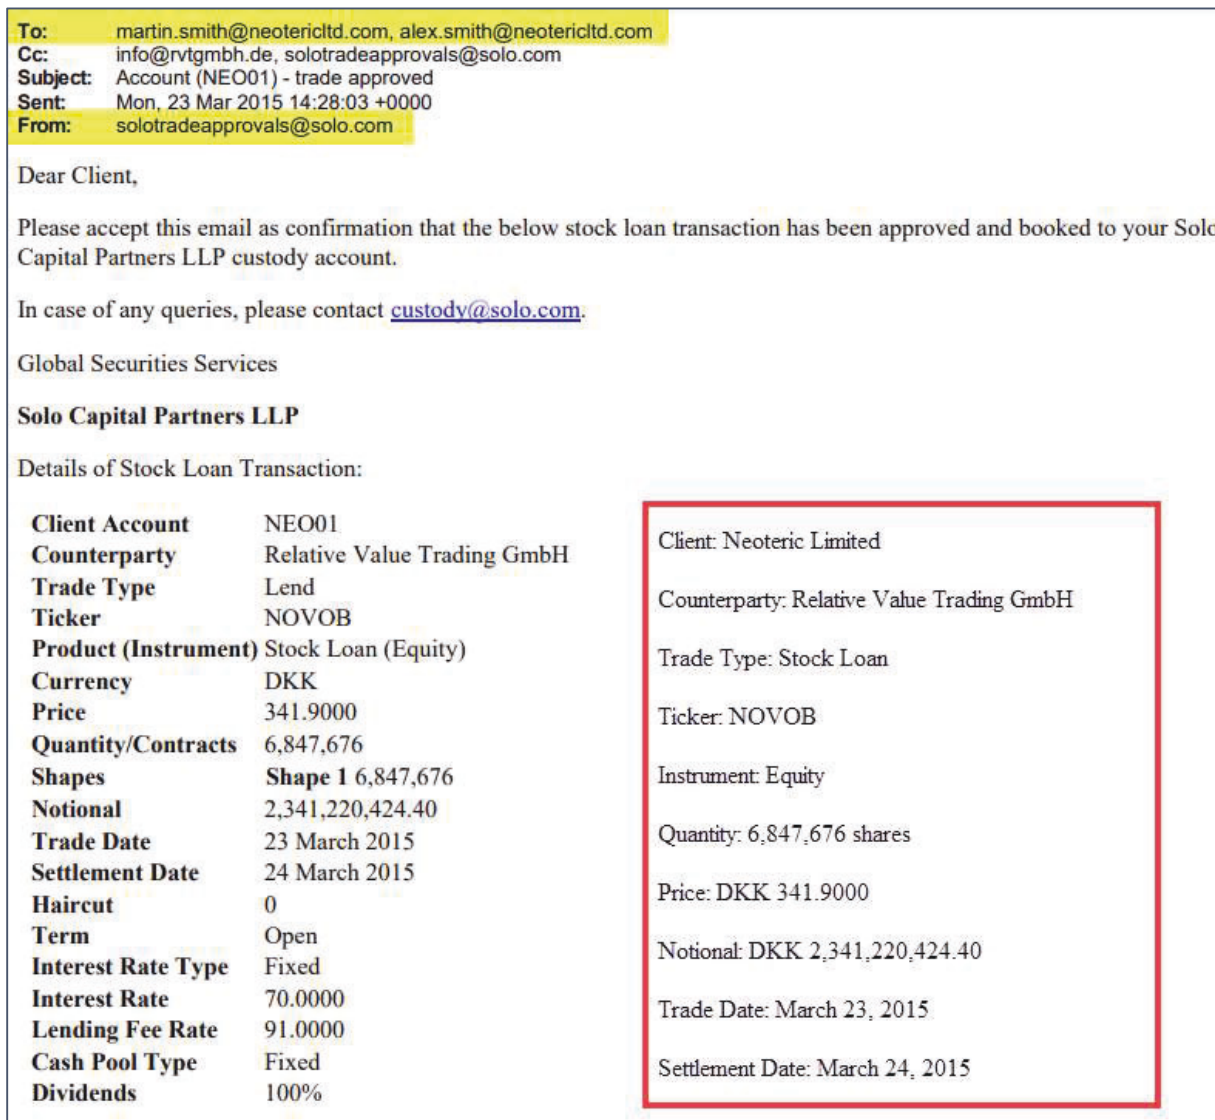 To: martin.smith@neotericltd.com, alex.smith@neotericltd.com
Cc: info@rvtgmbh.de, solotradeapprovals@solo.com
Subject: Account (NEO01) - trade approved
Sent: Mon, 23 Mar 2015 14:28:03 +0000
From: solotradeapprovals@solo.com
Dear Client,
Please accept this email as confirmation that the below stock loan transaction has been approved and booked to your Solo
Capital Partners LLP custody account.
In case of any queries, please contact custody@solo.com.
Global Securities Services
Solo Capital Partners LLP
Details of Stock Loan Transaction:
Client Account NEO01
Counterparty Relative Value Trading GmbH
Trade Type Lend
Ticker NOVOB
Product (Instrument) Stock Loan (Equity)
Currency DKK
Price 341.9000
Quantity/Contracts 6,847,676
Shapes Shape 1 6,847,676
Notional 2,341,220,424.40
Trade Date 23 March 2015
Settlement Date 24 March 2015
Haircut 0
Term Open
Interest Rate Type Fixed
Interest Rate 70.0000
Lending Fee Rate 91.0000
Cash Pool Type Fixed
Dividends 100%
Client: Neoteric Limited
Counterparty: Relative Value Trading GmbH
Trade Type: Stock Loan
Ticker: NOVOB
Instrument: Equity
Quantity: 6,847,676 shares
Price: DKK 341.9000
Notional: DKK 2,341,220,424.40
Trade Date: March 23, 2015
Settlement Date: March 24, 2015